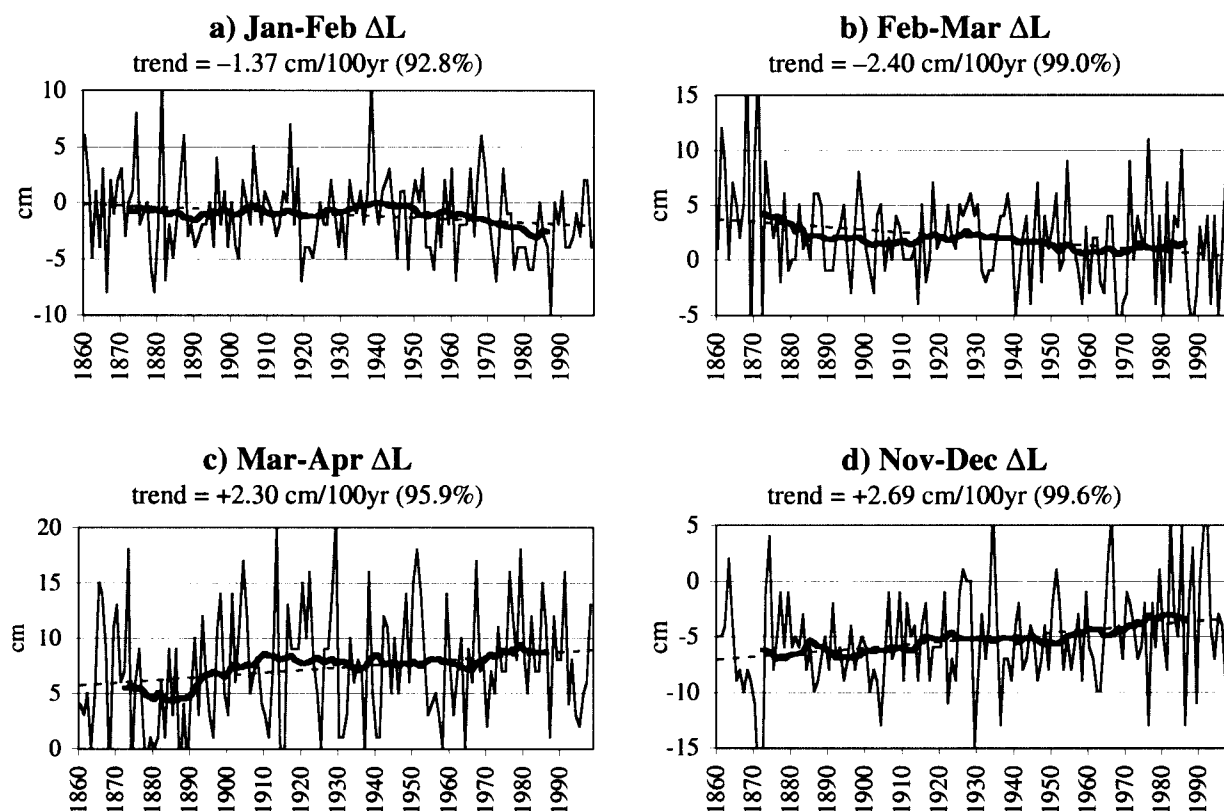 a) Jan-Feb ΔL
trend = −1.37 cm/100yr (92.8%)
10
5
0
-5
-10
cm
1860 1870 1880 1890 1900 1910 1920 1930 1940 1950 1960 1970 1980 1990
b) Feb-Mar ΔL
trend = −2.40 cm/100yr (99.0%)
15
10
5
0
-5
cm
1860 1870 1880 1890 1900 1910 1920 1930 1940 1950 1960 1970 1980 1990
c) Mar-Apr ΔL
trend = +2.30 cm/100yr (95.9%)
20
15
10
5
0
cm
1860 1870 1880 1890 1900 1910 1920 1930 1940 1950 1960 1970 1980 1990
d) Nov-Dec ΔL
trend = +2.69 cm/100yr (99.6%)
5
0
-5
-10
-15
cm
1860 1870 1880 1890 1900 1910 1920 1930 1940 1950 1960 1970 1980 1990